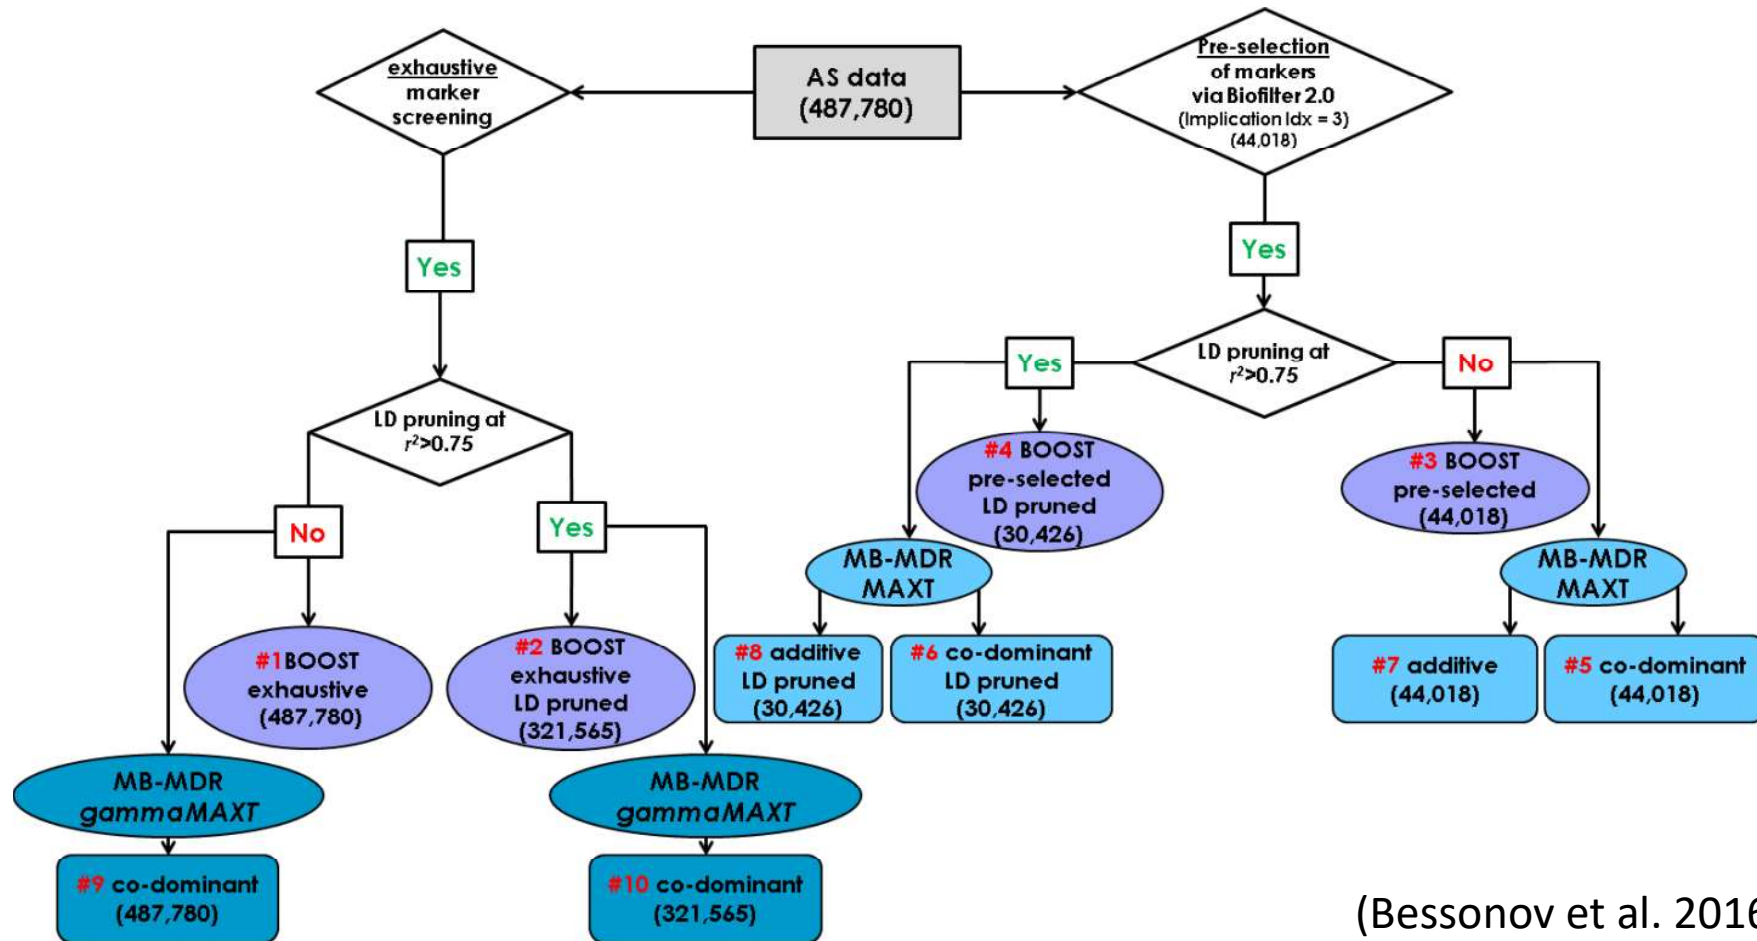 exhaustive
marker
screening
AS data
(487,780)
Pre-selection
of markers
via Biofilter 2.0
(Implication Idx = 3)
(44,018)
Yes
Yes
LD pruning at
r²>0.75
Yes
No
LD pruning at
r²>0.75
No
Yes
#4 BOOST
pre-selected
LD pruned
(30,426)
#3 BOOST
pre-selected
(44,018)
MB-MDR
MAXT
MB-MDR
MAXT
#1BOOST
exhaustive
(487,780)
#2 BOOST
exhaustive
LD pruned
(321,565)
#8 additive
LD pruned
(30,426)
#6 co-dominant
LD pruned
(30,426)
#7 additive
(44,018)
#5 co-dominant
(44,018)
MB-MDR
gammaMAXT
MB-MDR
gammaMAXT
#9 co-dominant
(487,780)
#10 co-dominant
(321,565)
(Bessonov et al. 2016